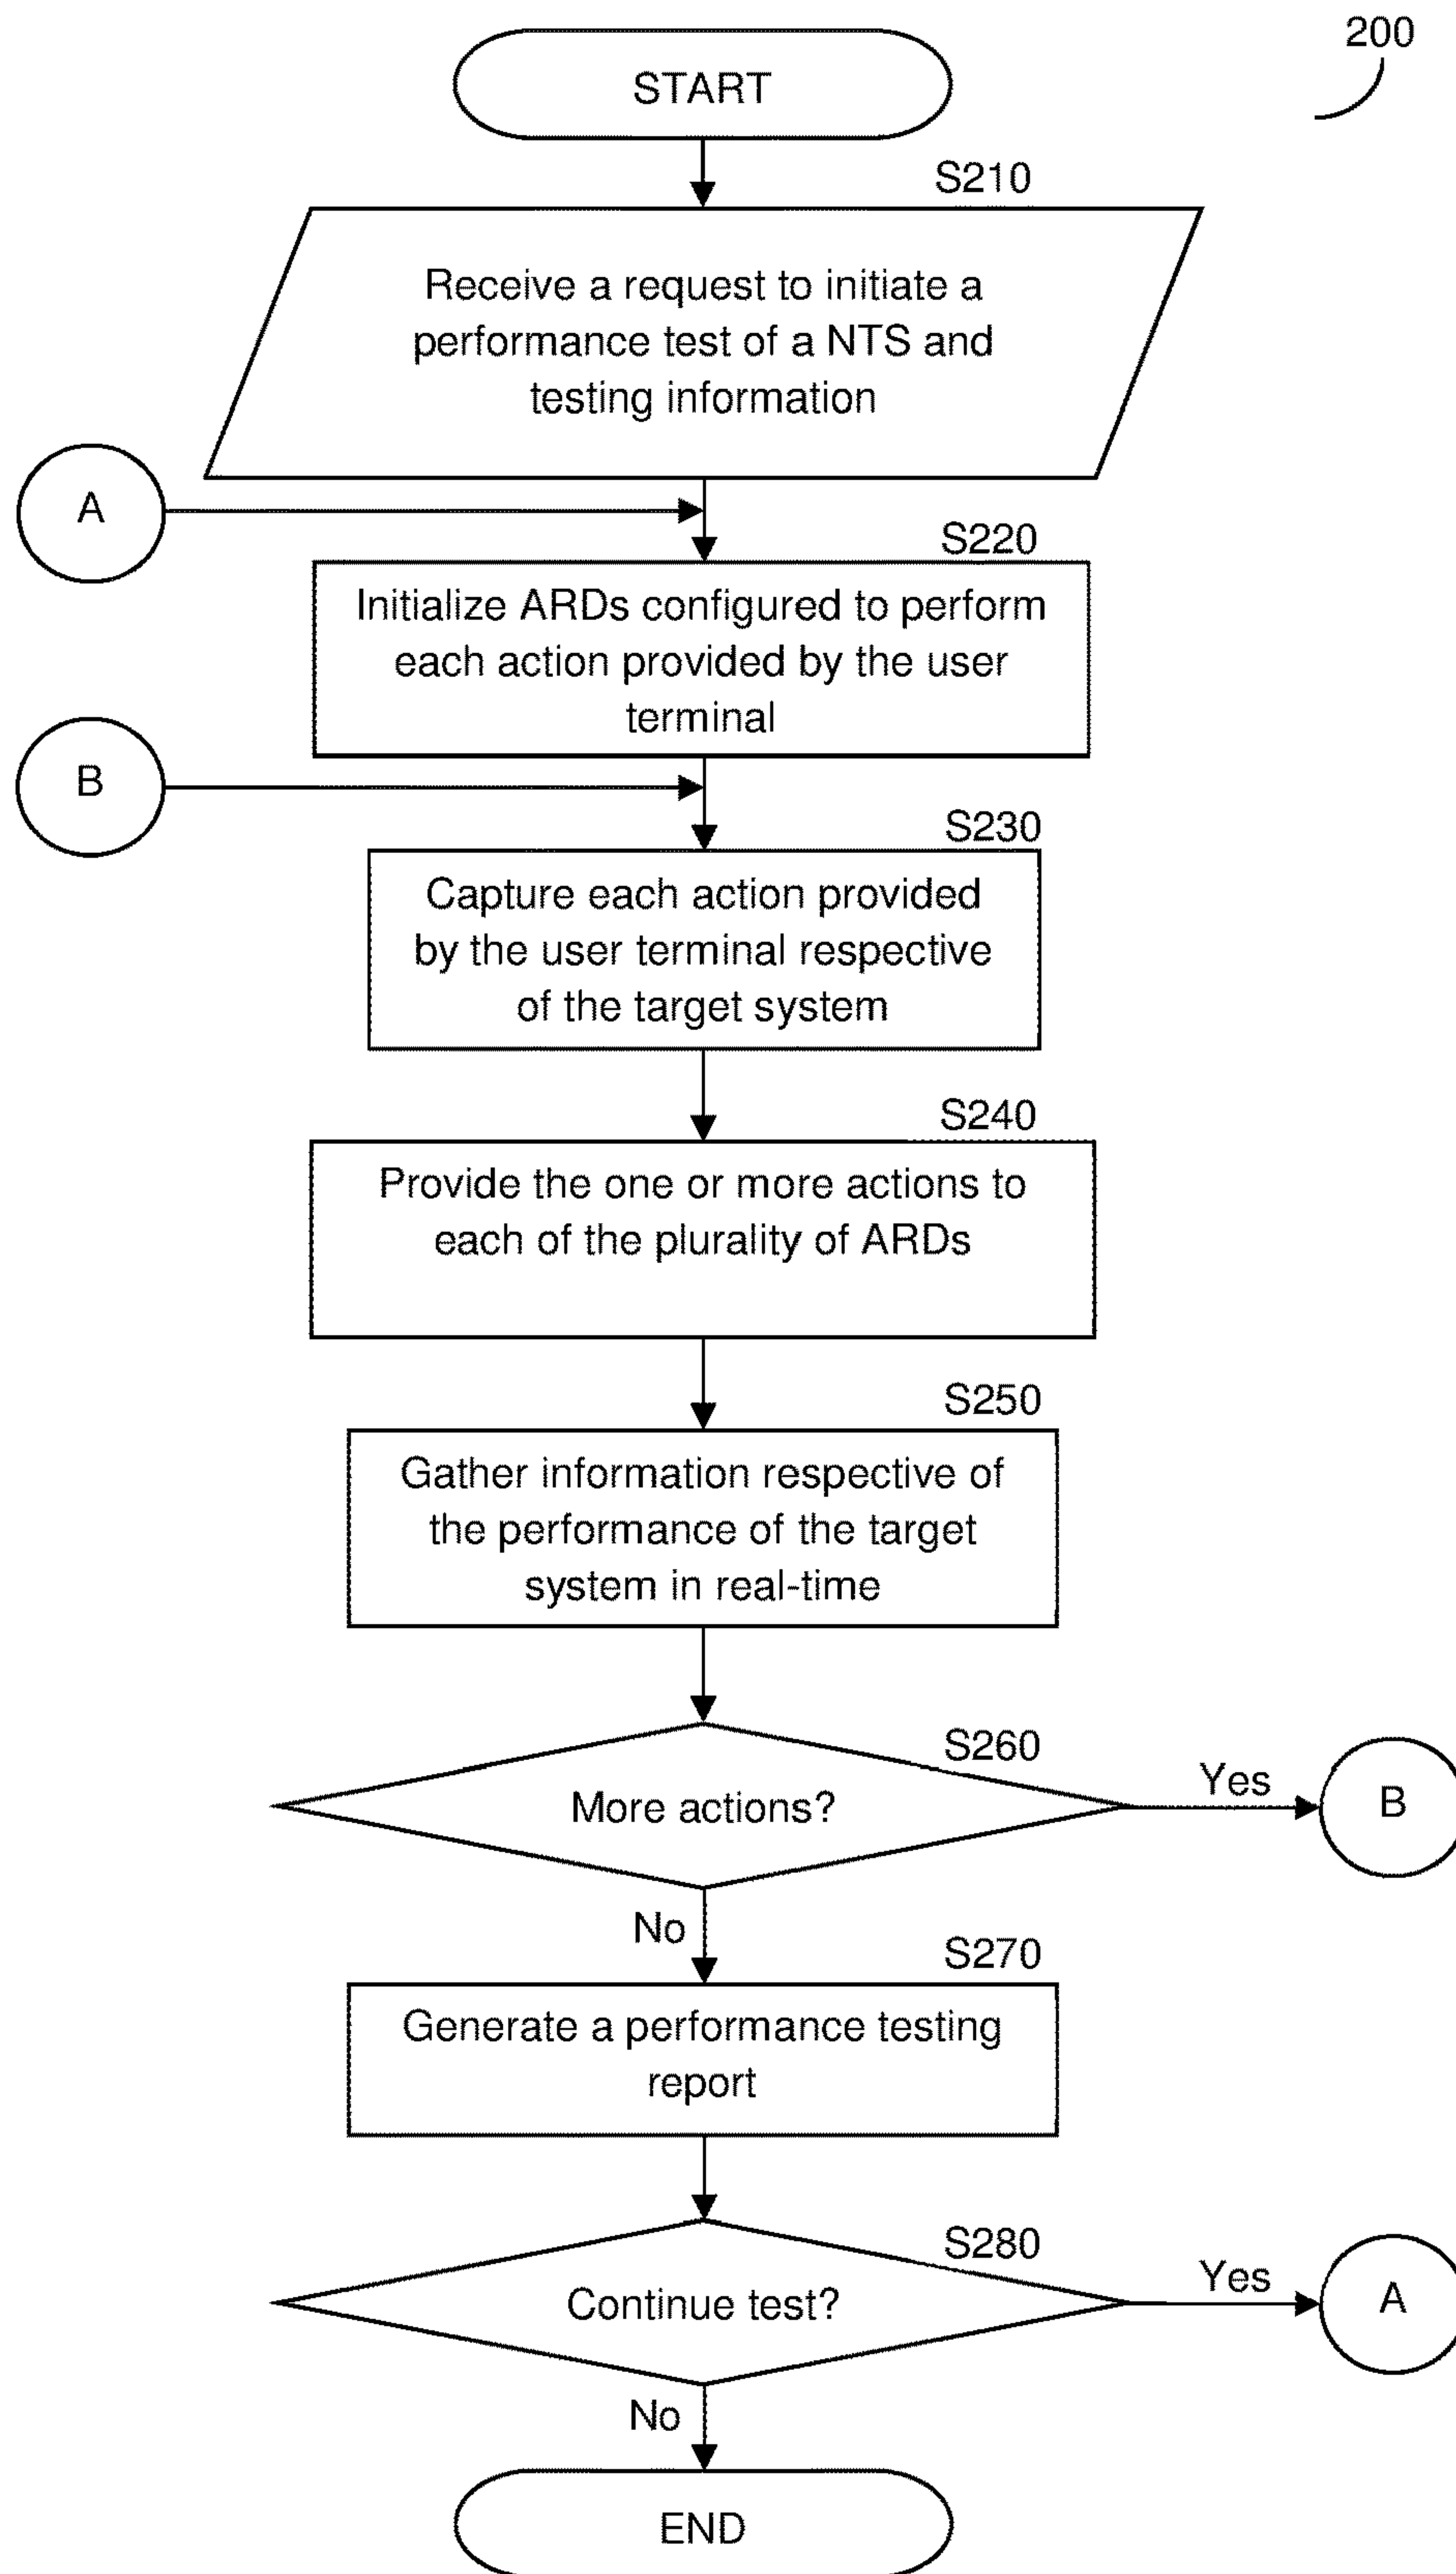 200
START
S210
Receive a request to initiate a
performance test of a NTS and
testing information
A
S220
Initialize ARDs configured to perform
each action provided by the user
terminal
B
S230
Capture each action provided
by the user terminal respective
of the target system
S240
Provide the one or more actions to
each of the plurality of ARDs
S250
Gather information respective of
the performance of the target
system in real-time
S260
More actions?
Yes
B
No
S270
Generate a performance testing
report
S280
Continue test?
Yes
A
No
END